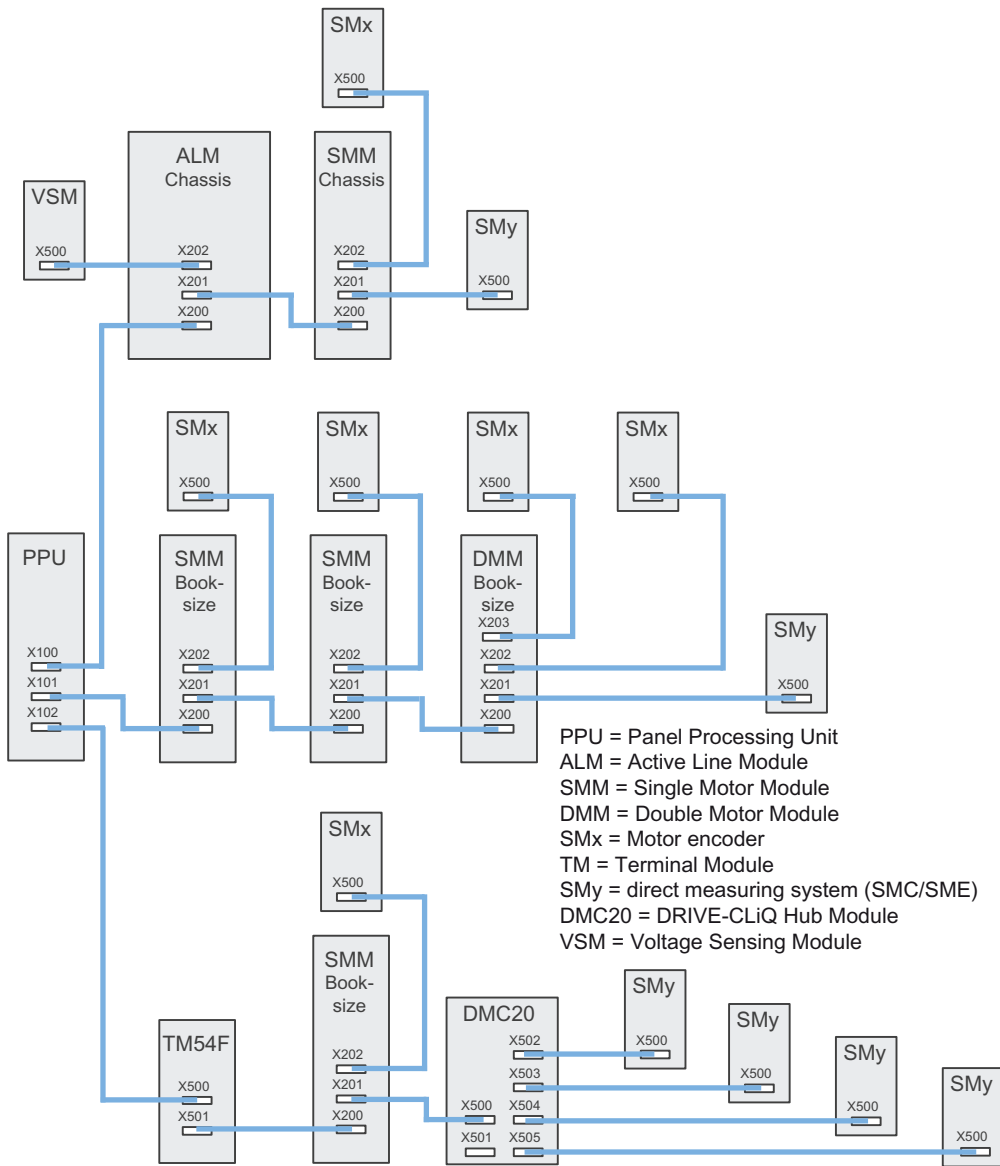 SMx
X500
ALM
Chassis
X202
X201
X200
SMM
Chassis
X202
X201
X200
VSM
X500
SMy
X500
SMx
X500
SMx
X500
SMx
X500
SMx
X500
PPU
X100
X101
X102
SMM
Book-
size
X202
X201
X200
SMM
Book-
size
X202
X201
X200
DMM
Book-
size
X203
X202
X201
X200
SMy
X500
PPU = Panel Processing Unit
ALM = Active Line Module
SMM = Single Motor Module
DMM = Double Motor Module
SMx = Motor encoder
TM = Terminal Module
SMy = direct measuring system (SMC/SME)
DMC20 = DRIVE-CLiQ Hub Module
VSM = Voltage Sensing Module
SMx
X500
TM54F
X500
X501
SMM
Book-
size
X202
X201
X200
DMC20
X502
X503
X500 X504
X501 X505
SMy
X500
SMy
X500
SMy
X500
SMy
X500